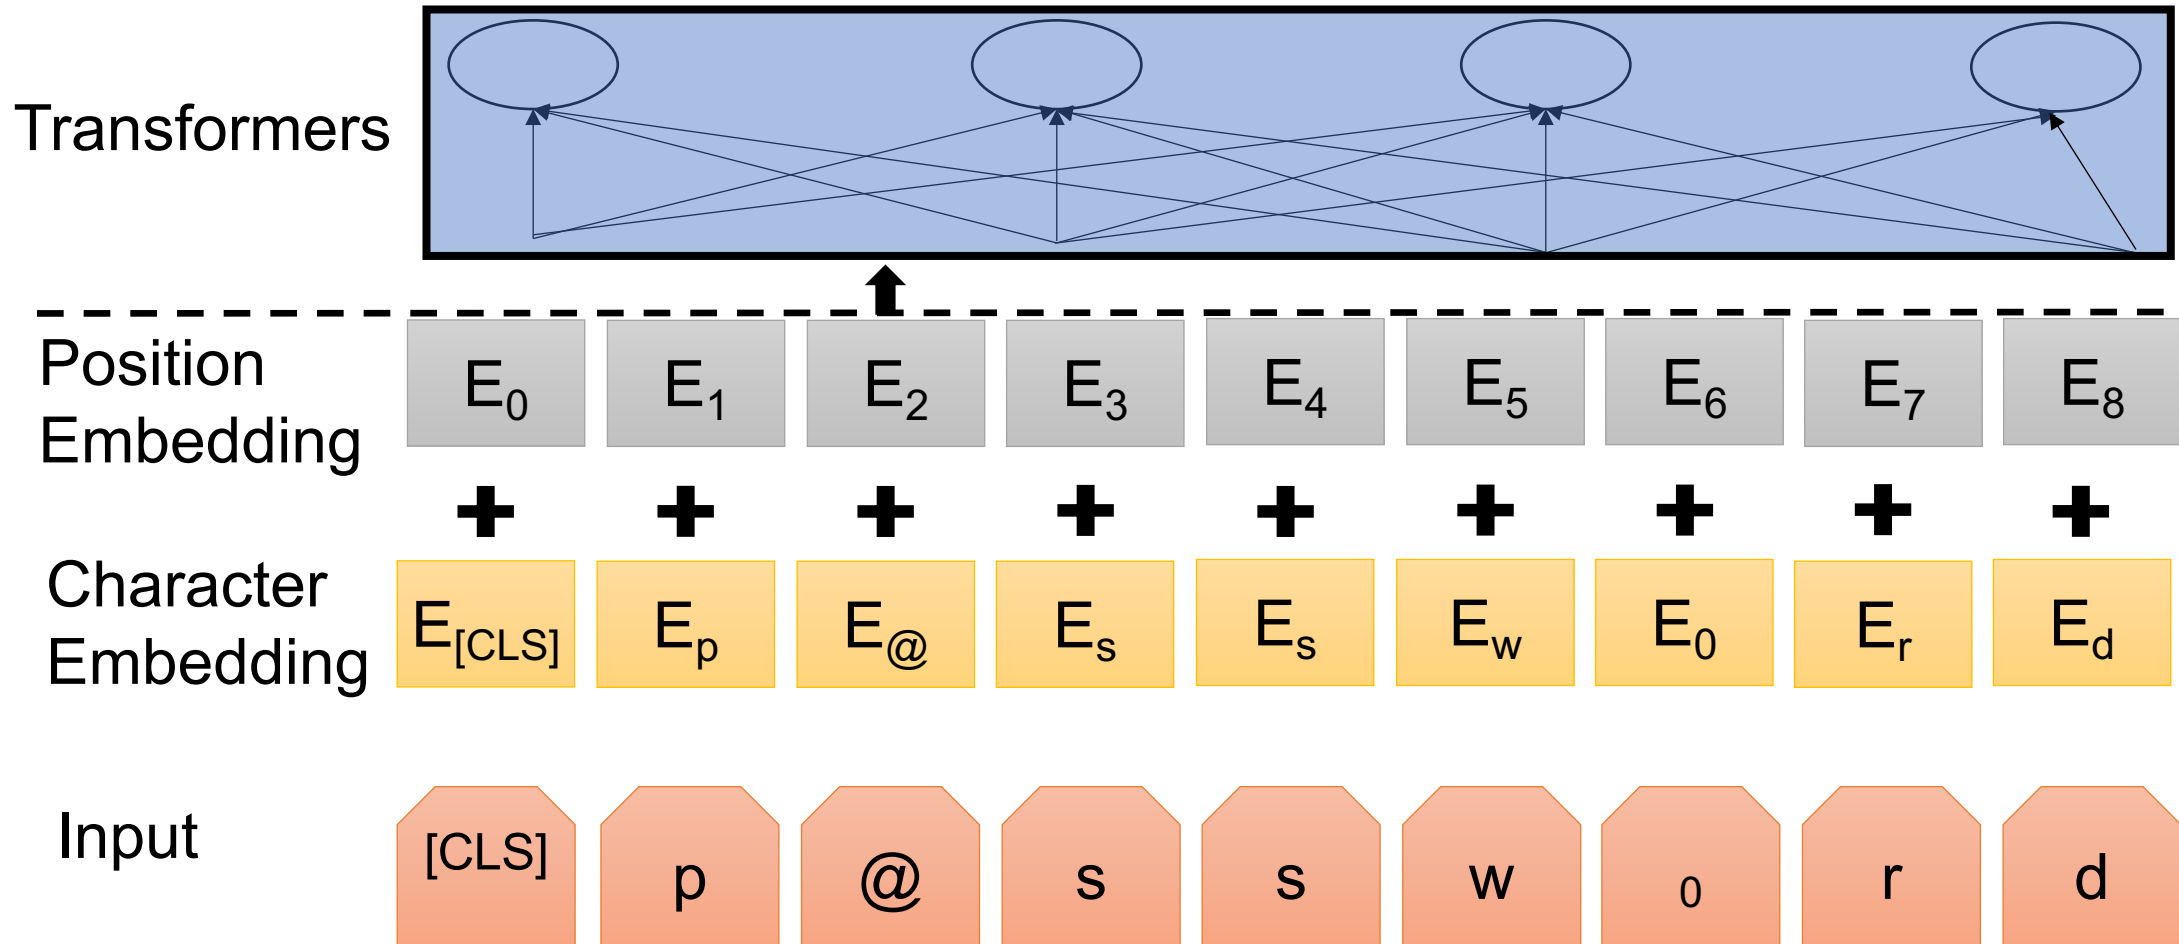 Transformers
Position
Embedding
E0 E1 E2 E3 E4 E5 E6 E7 E8
+ + + + + + + + +
Character
Embedding
E[CLS] Ep E@ Es Es Ew E0 Er Ed
Input
[CLS] p @ s s w 0 r d